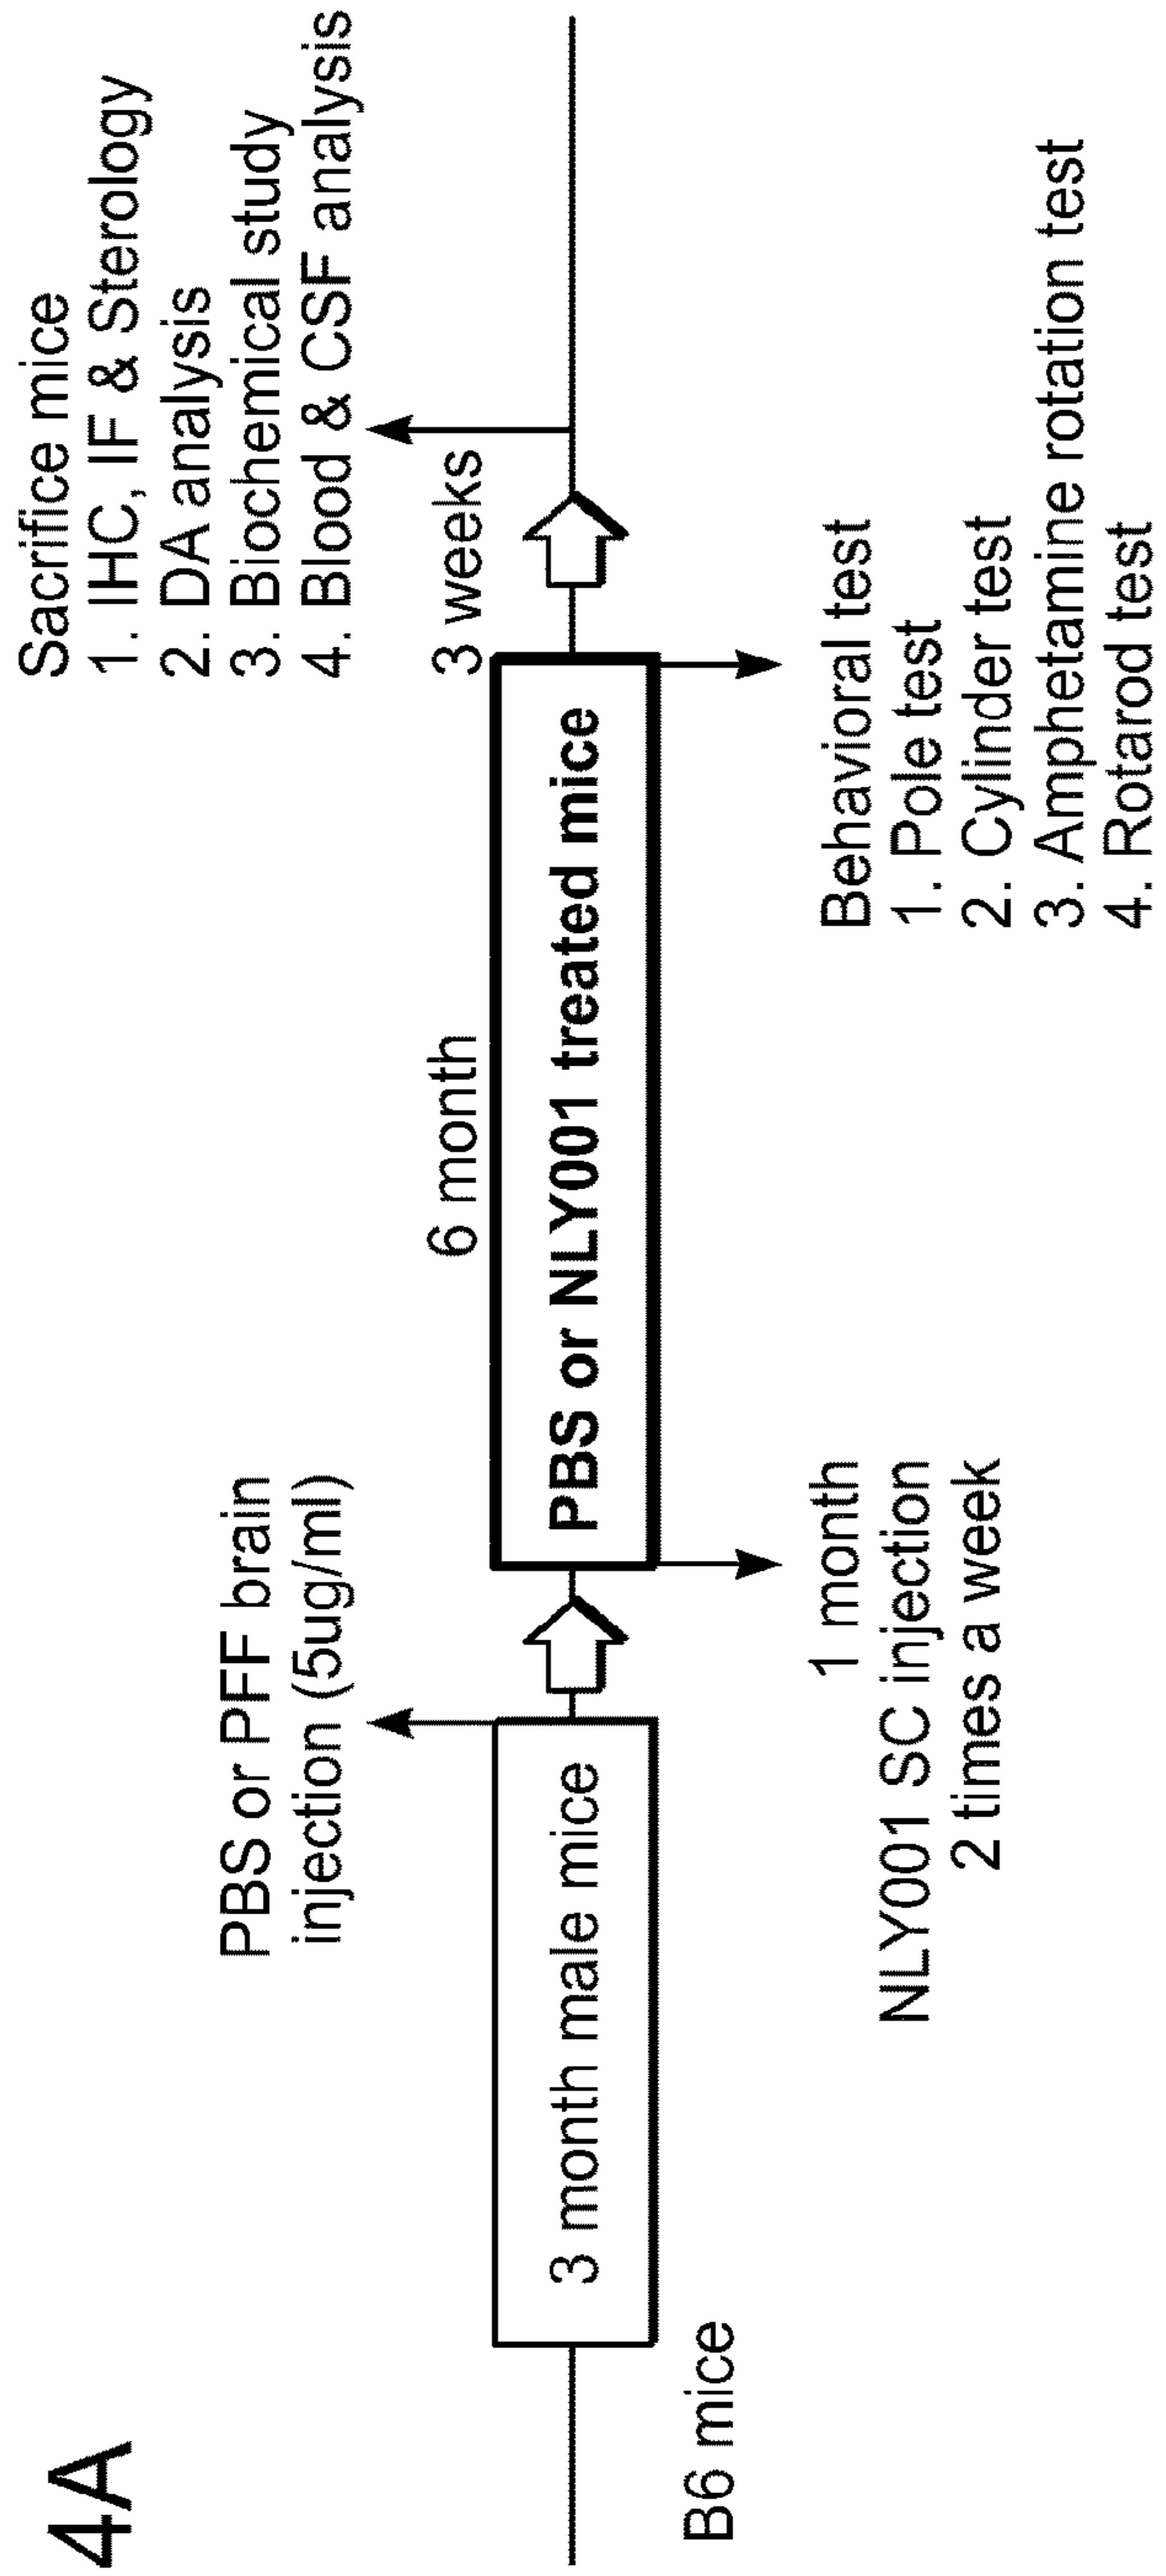 4A
B6 mice
3 month male mice
PBS or PFF brain
injection (5ug/ml)
1 month
NLY001 SC injection
2 times a week
6 month
PBS or NLY001 treated mice
Behavioral test
1. Pole test
2. Cylinder test
3. Amphetamine rotation test
4. Rotarod test
3 weeks
Sacrifice mice
1. IHC, IF & Sterology
2. DA analysis
3. Biochemical study
4. Blood & CSF analysis